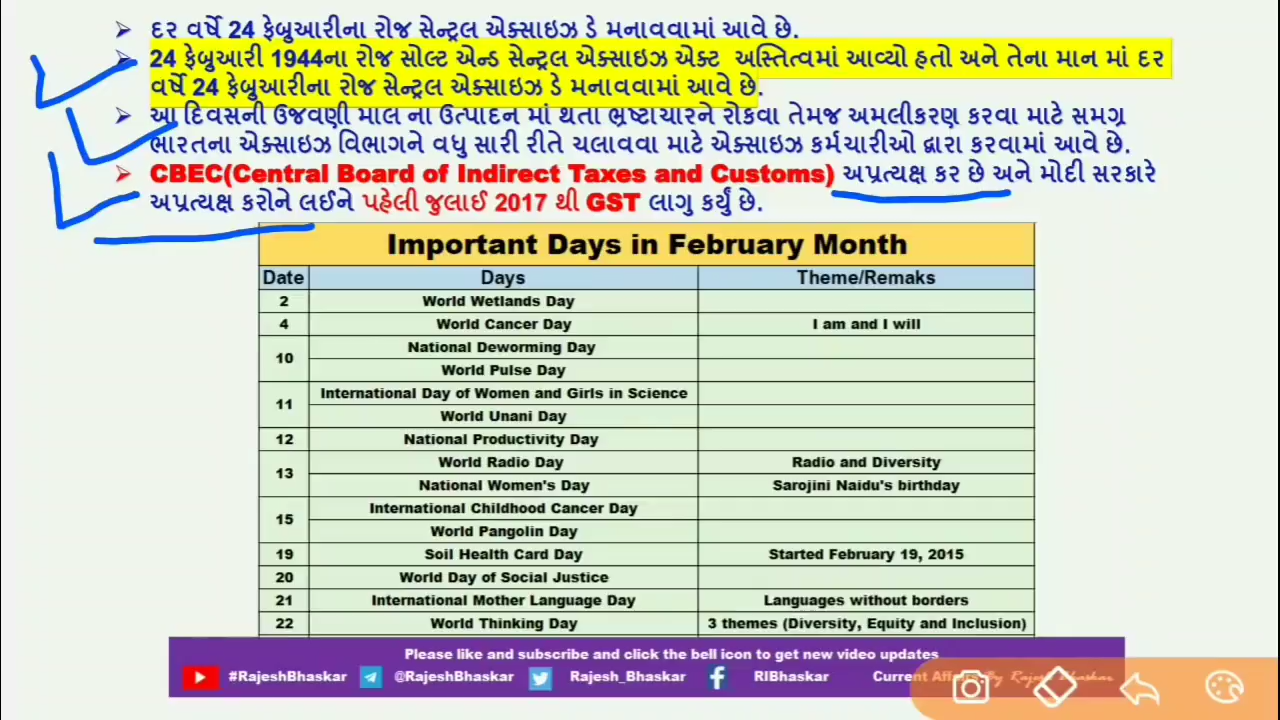 ➢ દર વર્ષે 24 ફેબ્રુઆરીના રોજ સેન્ટ્રલ એક્સાઇઝ ડે મનાવવામાં આવે છે.
➢ 24 ફેબ્રુઆરી 1944ના રોજ સોલ્ટ એન્ડ સેન્ટ્રલ એક્સાઇઝ એક્ટ અસ્તિત્વમાં આવ્યો હતો અને તેના માન માં દર
વર્ષે 24 ફેબ્રુઆરીના રોજ સેન્ટ્રલ એક્સાઇઝ ડે મનાવવામાં આવે છે.
➢ આ દિવસની ઉજવણી માલ ના ઉત્પાદન માં થતા ભ્રષ્ટાચારને રોકવા તેમજ અમલીકરણ કરવા માટે સમગ્ર
ભારતના એક્સાઇઝ વિભાગને વધુ સારી રીતે ચલાવવા માટે એક્સાઇઝ કર્મચારીઓ દ્વારા કરવામાં આવે છે.
➢ CBEC(Central Board of Indirect Taxes and Customs) અપ્રત્યક્ષ કર છે અને મોદી સરકારે
અપ્રત્યક્ષ કરોને લઈને પહેલી જુલાઈ 2017 થી GST લાગુ કર્યું છે.
Important Days in February Month
Date Days Theme/Remaks
2 World Wetlands Day
4 World Cancer Day I am and I will
10 National Deworming Day
World Pulse Day
11 International Day of Women and Girls in Science
World Unani Day
12 National Productivity Day
13 World Radio Day Radio and Diversity
National Women's Day Sarojini Naidu's birthday
15 International Childhood Cancer Day
World Pangolin Day
19 Soil Health Card Day Started February 19, 2015
20 World Day of Social Justice
21 International Mother Language Day Languages without borders
22 World Thinking Day 3 themes (Diversity, Equity and Inclusion)
Please like and subscribe and click the bell icon to get new video updates
#RajeshBhaskar @RajeshBhaskar Rajesh_Bhaskar RIBhaskar Current Affairs By Rajesh Bhaskar